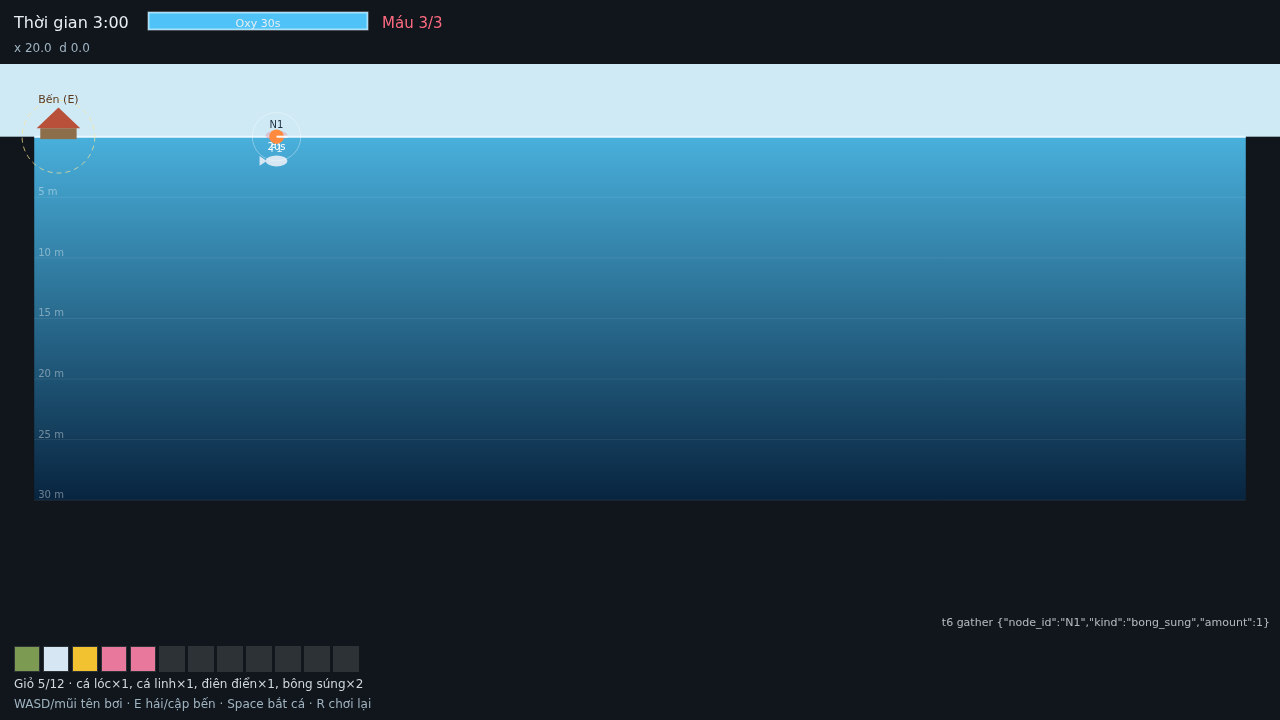 Thời gian 3:00
Oxy 30s
Máu 3/3
x 20.0 d 0.0
Bến (E)
N1
5 m
10 m
15 m
20 m
25 m
30 m
t6 gather {"node_id":"N1","kind":"bong_sung","amount":1}
Giỏ 5/12 · cá lóc×1, cá linh×1, điên điển×1, bông súng×2
WASD/mũi tên bơi · E hái/cập bến · Space bắt cá · R chơi lại